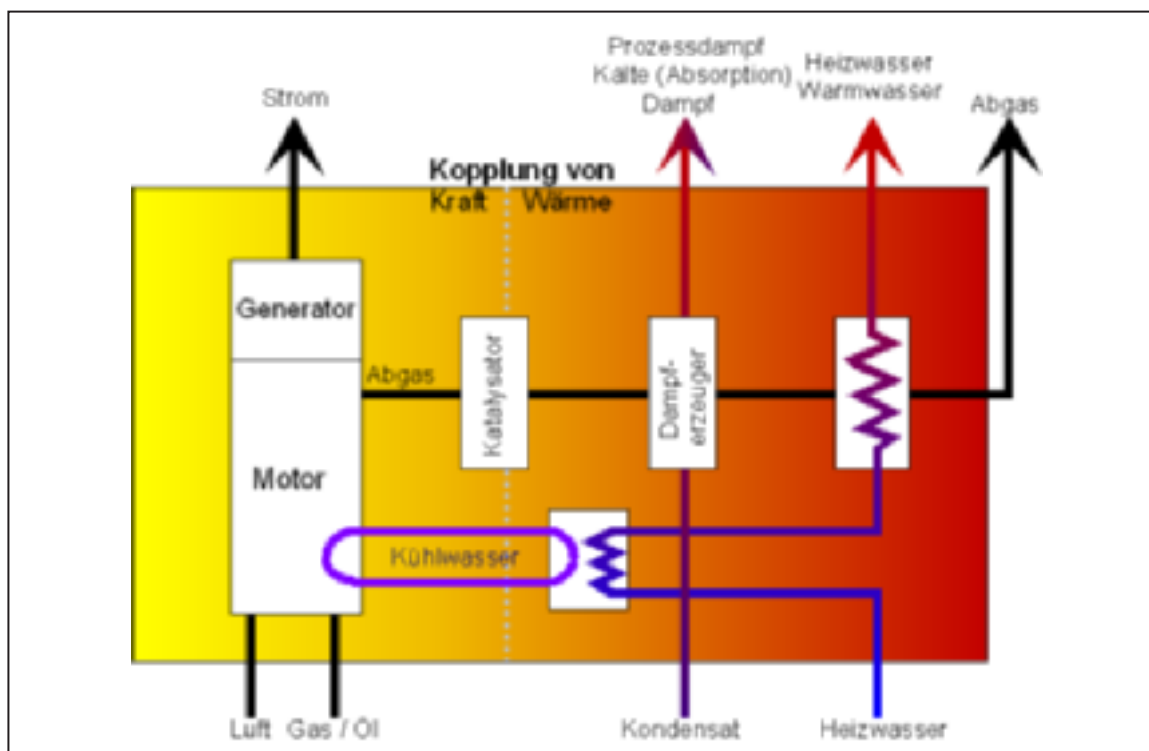 Prozessdampf
Kälte (Absorption)
Dampf
Heizwasser
Warmwasser
Strom
Abgas
Kopplung von
Kraft Wärme
Generator
Abgas
Katalysator
Dampf-
erzeuger
Motor
Kühlwasser
Luft Gas / Öl
Kondensat
Heizwasser